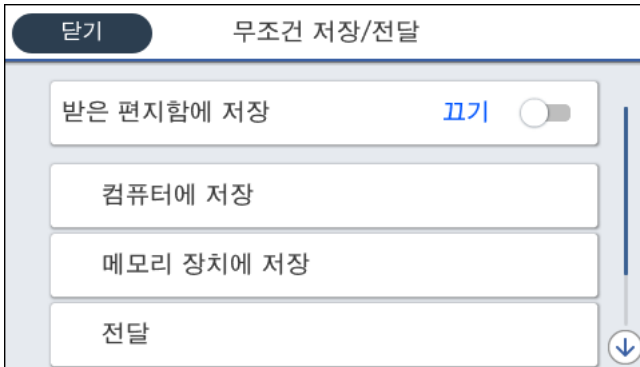 닫기 무조건 저장/전달
받은 편지함에 저장 끄기
컴퓨터에 저장
메모리 장치에 저장
전달